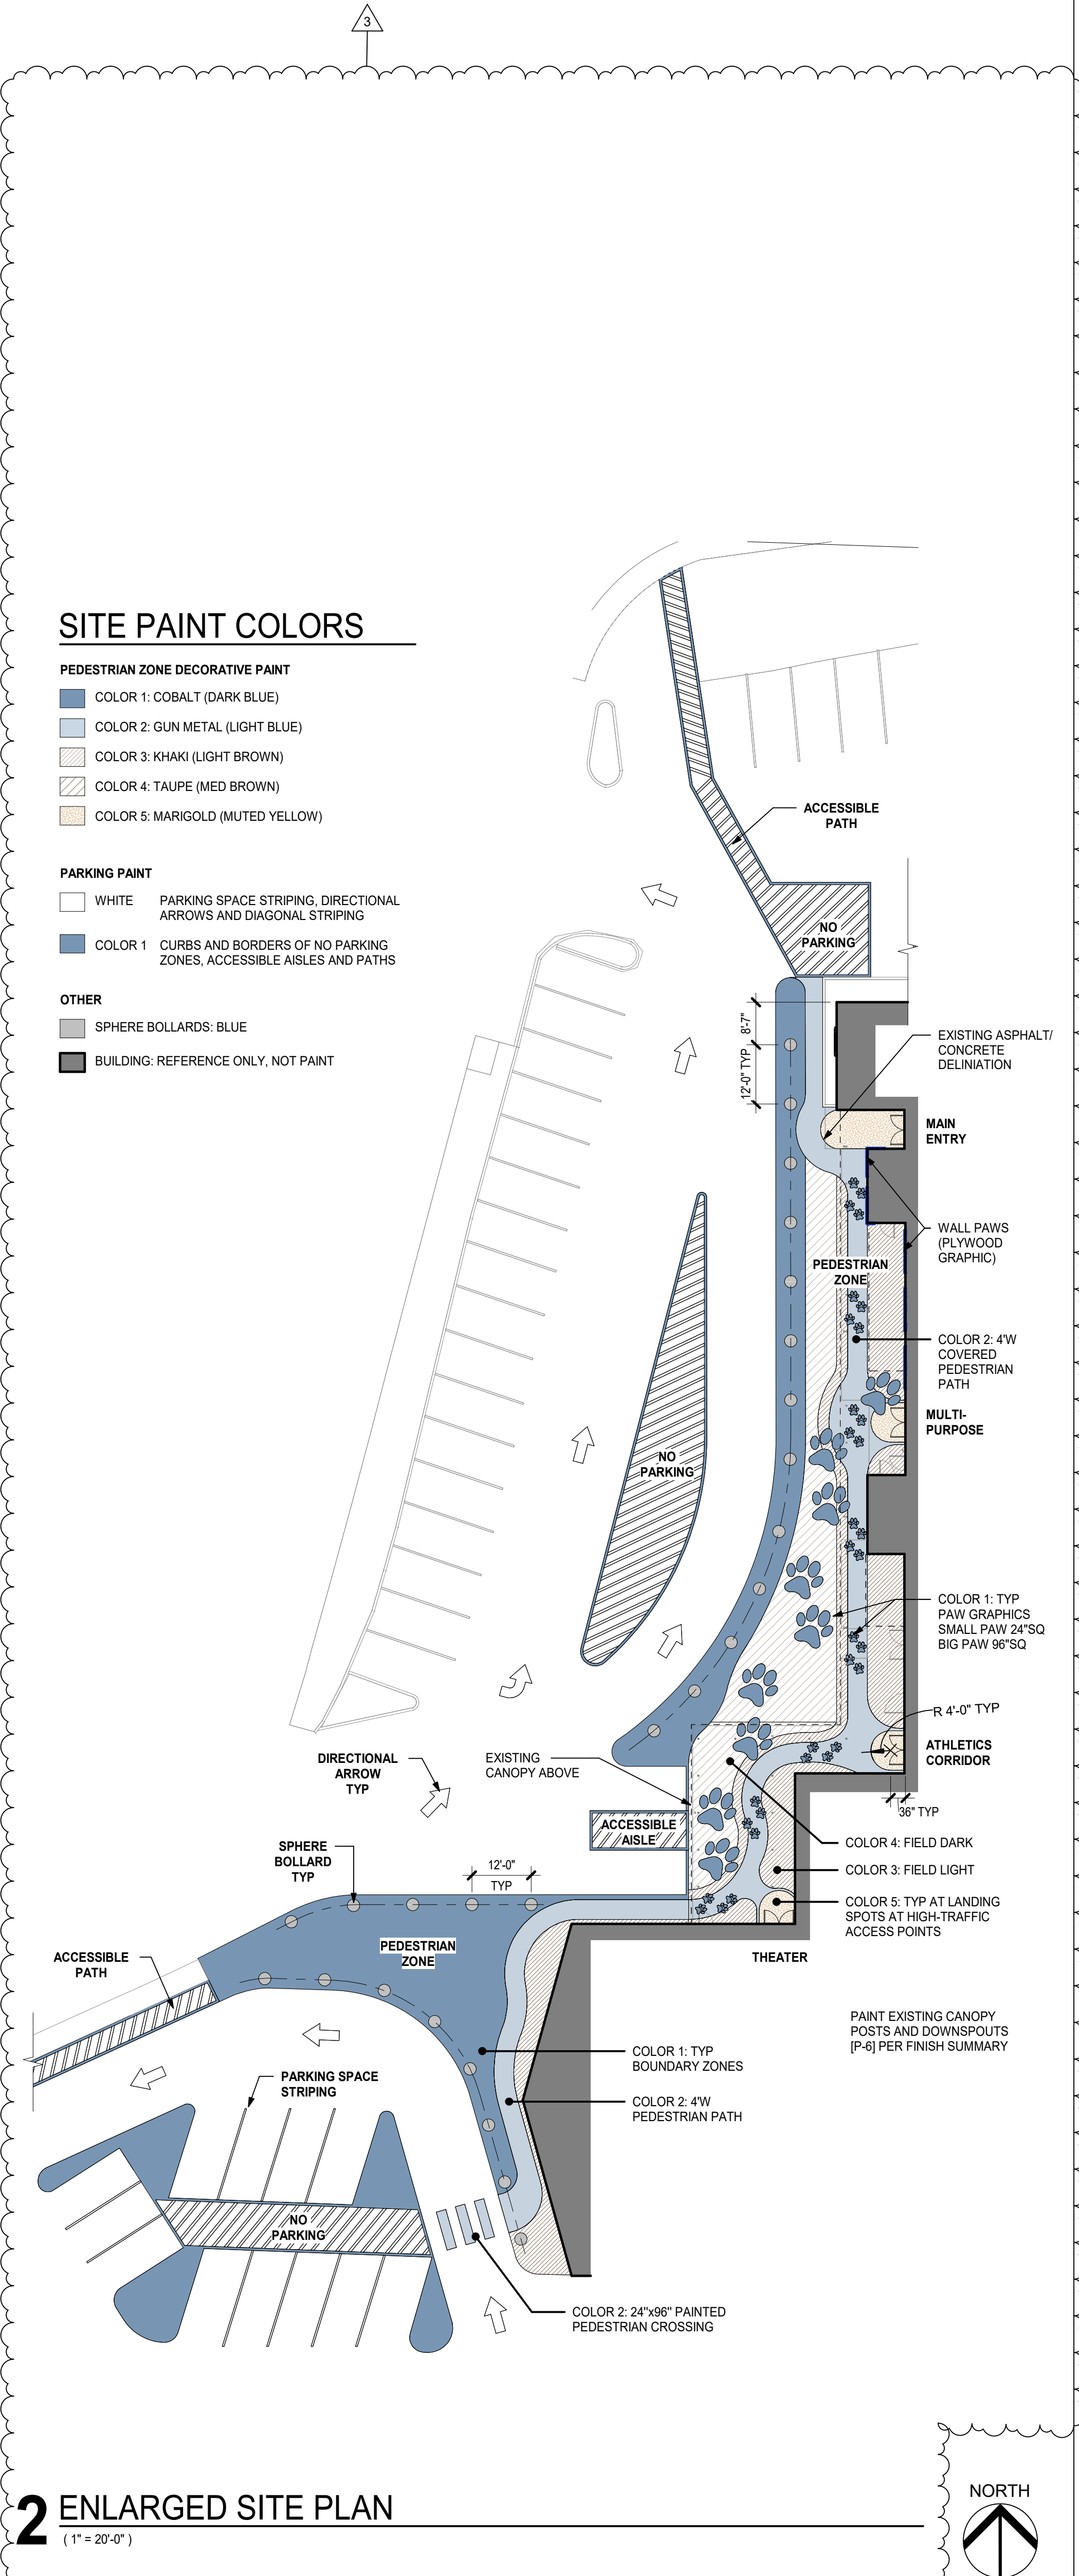 3
SITE PAINT COLORS
PEDESTRIAN ZONE DECORATIVE PAINT
COLOR 1: COBALT (DARK BLUE)
COLOR 2: GUN METAL (LIGHT BLUE)
COLOR 3: KHAKI (LIGHT BROWN)
COLOR 4: TAUPE (MED BROWN)
COLOR 5: MARIGOLD (MUTED YELLOW)
PARKING PAINT
WHITE PARKING SPACE STRIPING, DIRECTIONAL
ARROWS AND DIAGONAL STRIPING
COLOR 1 CURBS AND BORDERS OF NO PARKING
ZONES, ACCESSIBLE AISLES AND PATHS
OTHER
SPHERE BOLLARDS: BLUE
BUILDING: REFERENCE ONLY, NOT PAINT
ACCESSIBLE
PATH
NO
PARKING
8'-7"
12'-0" TYP
EXISTING ASPHALT/
CONCRETE
DELINIATION
MAIN
ENTRY
WALL PAWS
(PLYWOOD
GRAPHIC)
PEDESTRIAN
ZONE
COLOR 2: 4'W
COVERED
PEDESTRIAN
PATH
MULTI-
PURPOSE
NO
PARKING
COLOR 1: TYP
PAW GRAPHICS
SMALL PAW 24"SQ
BIG PAW 96"SQ
R 4'-0" TYP
ATHLETICS
CORRIDOR
DIRECTIONAL
ARROW
TYP
EXISTING
CANOPY ABOVE
36" TYP
ACCESSIBLE
AISLE
COLOR 4: FIELD DARK
COLOR 3: FIELD LIGHT
COLOR 5: TYP AT LANDING
SPOTS AT HIGH-TRAFFIC
ACCESS POINTS
SPHERE
BOLLARD
TYP
12'-0"
TYP
PEDESTRIAN
ZONE
ACCESSIBLE
PATH
THEATER
PAINT EXISTING CANOPY
POSTS AND DOWNSPOUTS
[P-6] PER FINISH SUMMARY
COLOR 1: TYP
BOUNDARY ZONES
PARKING SPACE
STRIPING
COLOR 2: 4'W
PEDESTRIAN PATH
NO
PARKING
COLOR 2: 24"x96" PAINTED
PEDESTRIAN CROSSING
2 ENLARGED SITE PLAN
( 1" = 20'-0" )
NORTH